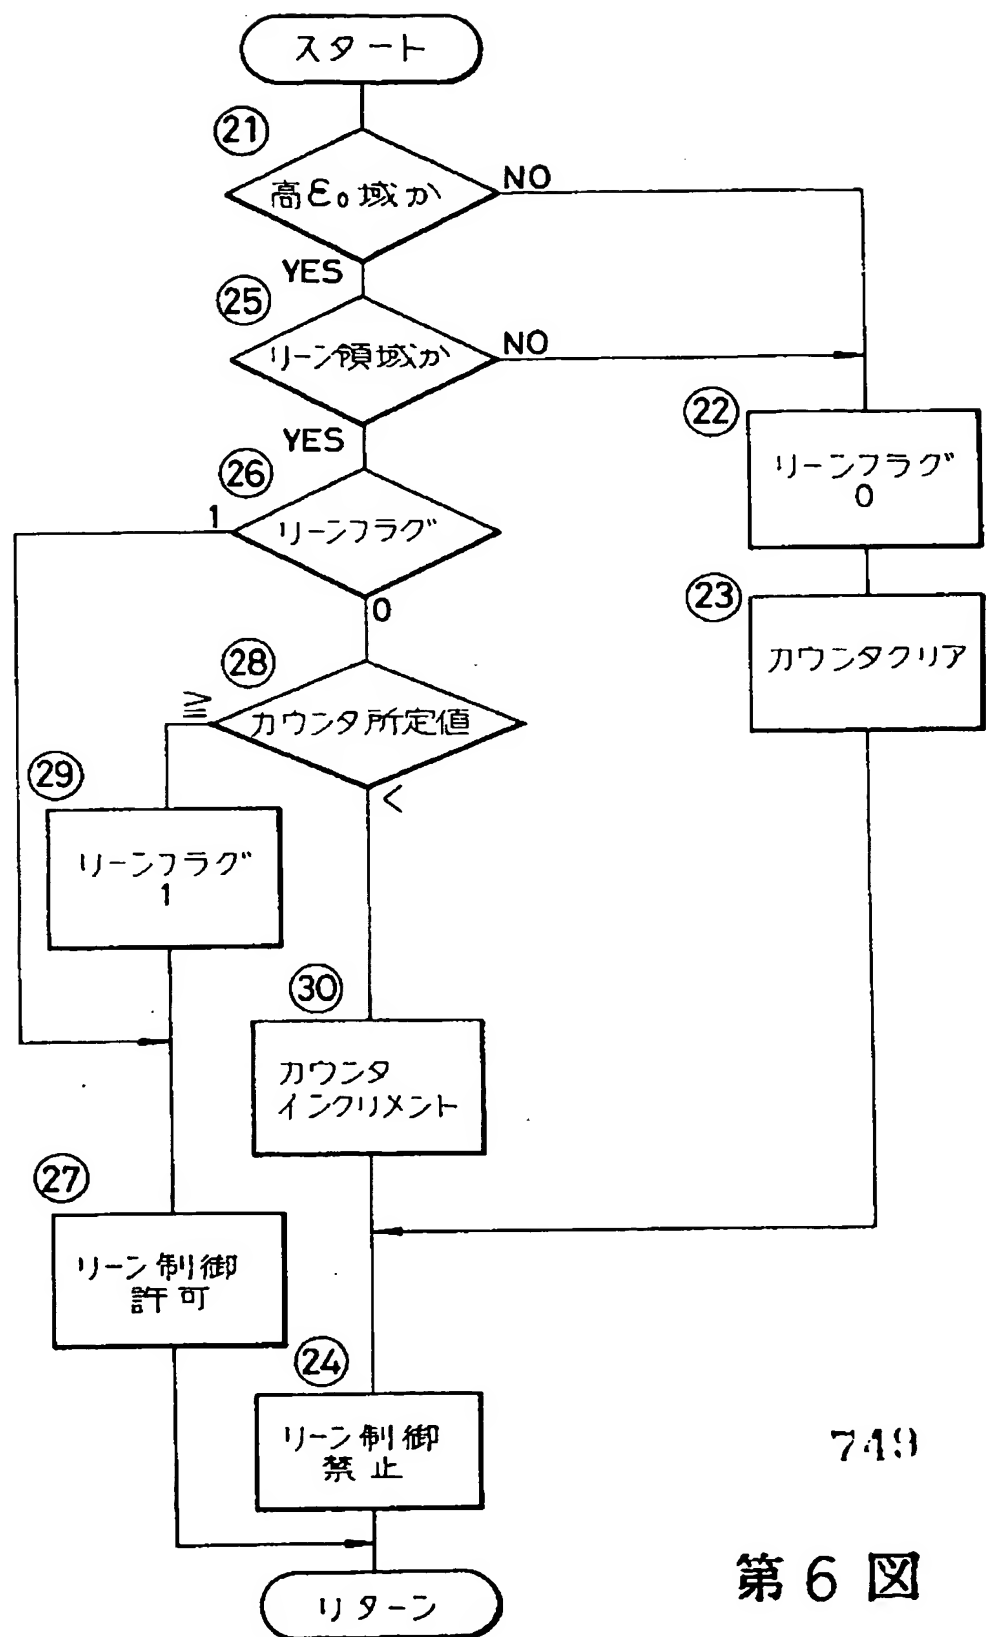 スタート
21
高ε₀域か
NO
YES
25
リーン領域か
NO
YES
22
リーンフラグ
0
26
リーンフラグ
1
0
23
カウンタクリア
28
カウンタ所定値
≧
<
29
リーンフラグ
1
30
カウンタ
インクリメント
27
リーン制御
許可
24
リーン制御
禁止
749
リターン
第6図